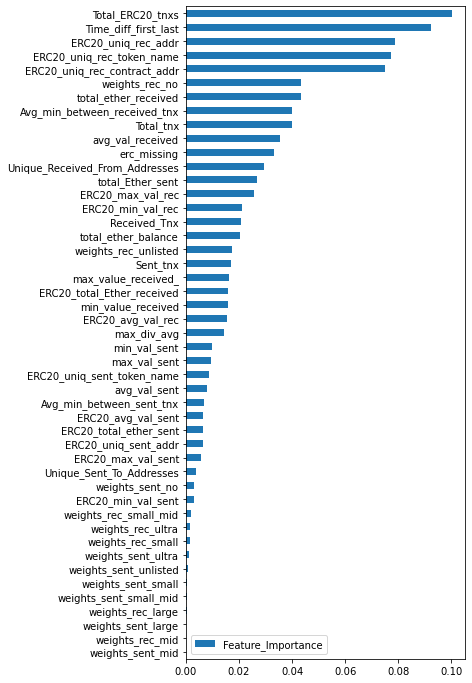 Total_ERC20_tnxs
Time_diff_first_last
ERC20_uniq_rec_addr
ERC20_uniq_rec_token_name
ERC20_uniq_rec_contract_addr
weights_rec_no
total_ether_received
Avg_min_between_received_tnx
Total_tnx
avg_val_received
erc_missing
Unique_Received_From_Addresses
total_Ether_sent
ERC20_max_val_rec
ERC20_min_val_rec
Received_Tnx
total_ether_balance
weights_rec_unlisted
Sent_tnx
max_value_received_
ERC20_total_Ether_received
min_value_received
ERC20_avg_val_rec
max_div_avg
min_val_sent
max_val_sent
ERC20_uniq_sent_token_name
avg_val_sent
Avg_min_between_sent_tnx
ERC20_avg_val_sent
ERC20_total_ether_sent
ERC20_uniq_sent_addr
ERC20_max_val_sent
Unique_Sent_To_Addresses
weights_sent_no
ERC20_min_val_sent
weights_rec_small_mid
weights_rec_ultra
weights_rec_small
weights_sent_ultra
weights_sent_unlisted
weights_sent_small
weights_sent_small_mid
weights_rec_large
weights_sent_large
weights_rec_mid
weights_sent_mid
Feature_Importance
0.00 0.02 0.04 0.06 0.08 0.10